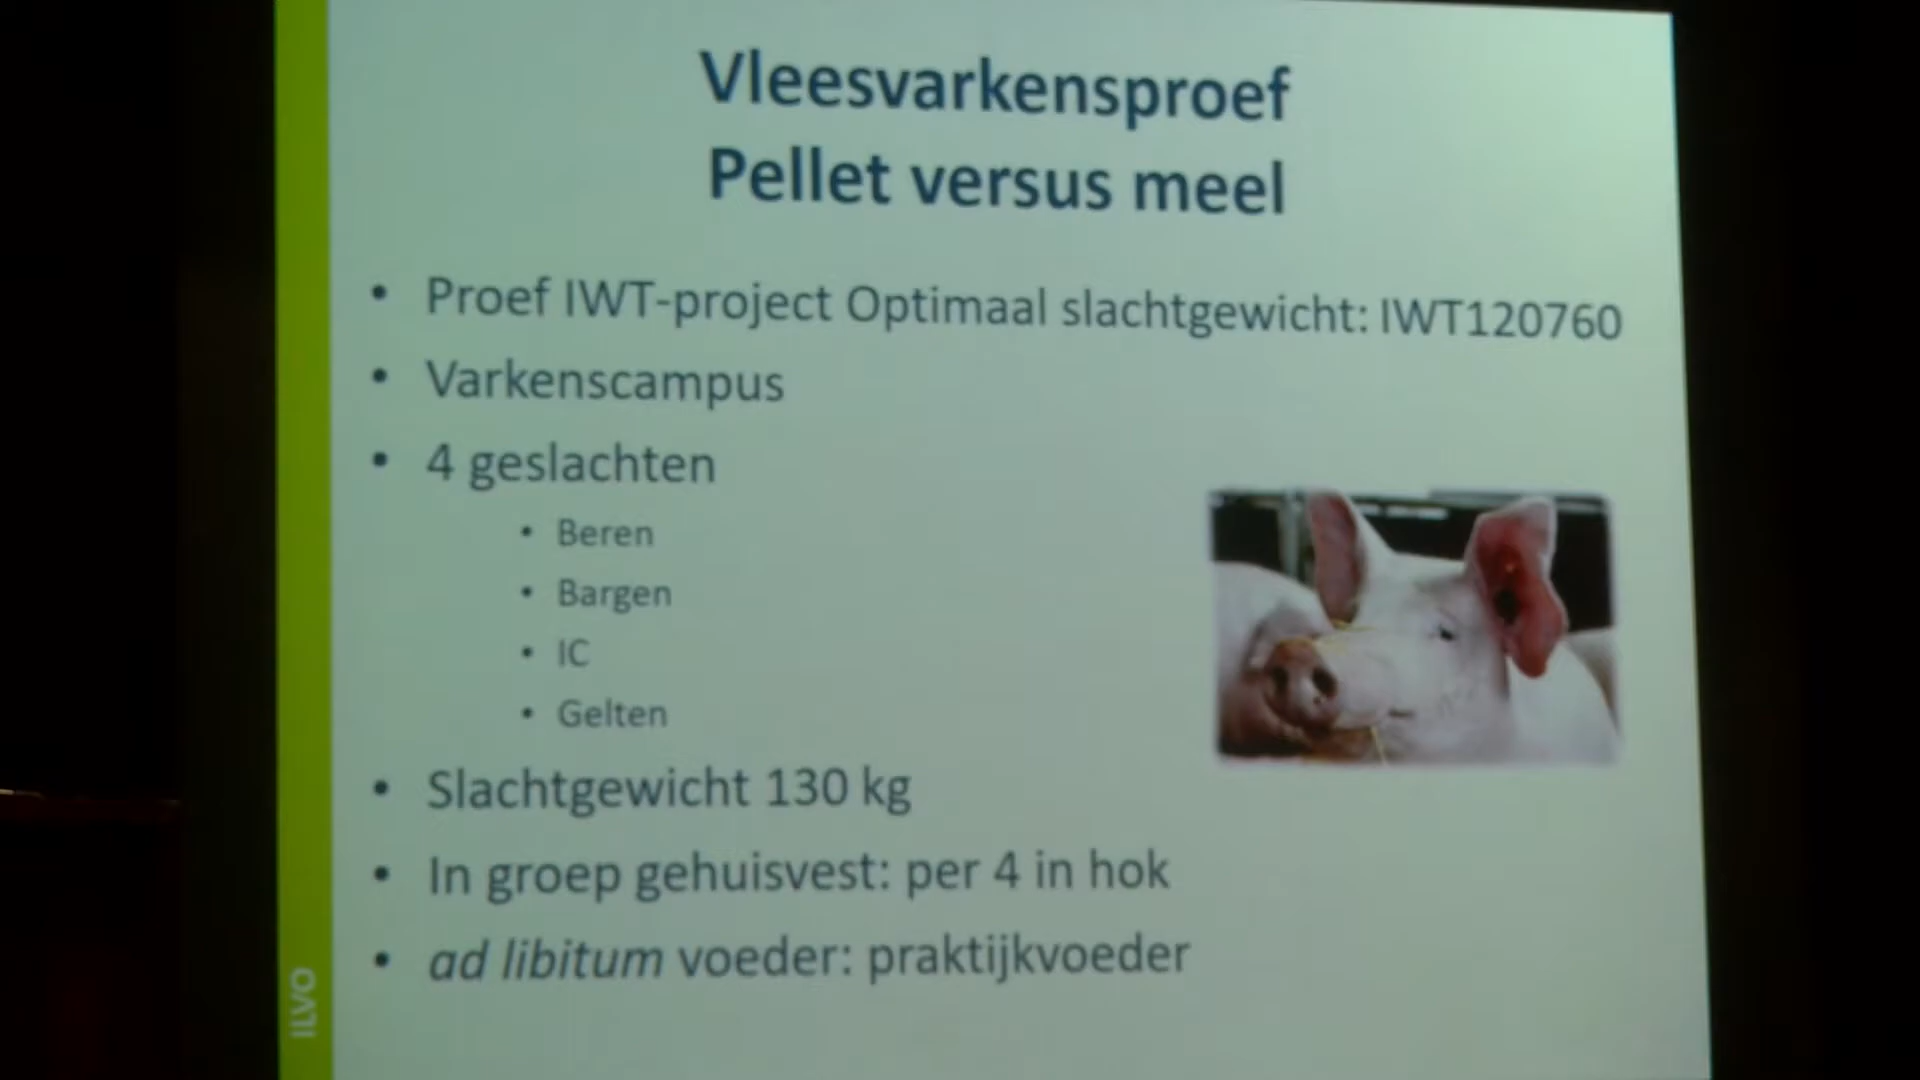 Vleesvarkensproef
Pellet versus meel
• Proef IWT-project Optimaal slachtgewicht: IWT120760
• Varkenscampus
• 4 geslachten
• Beren
• Bargen
• IC
• Gelten
• Slachtgewicht 130 kg
• In groep gehuisvest: per 4 in hok
• ad libitum voeder: praktijkvoeder
ILVO